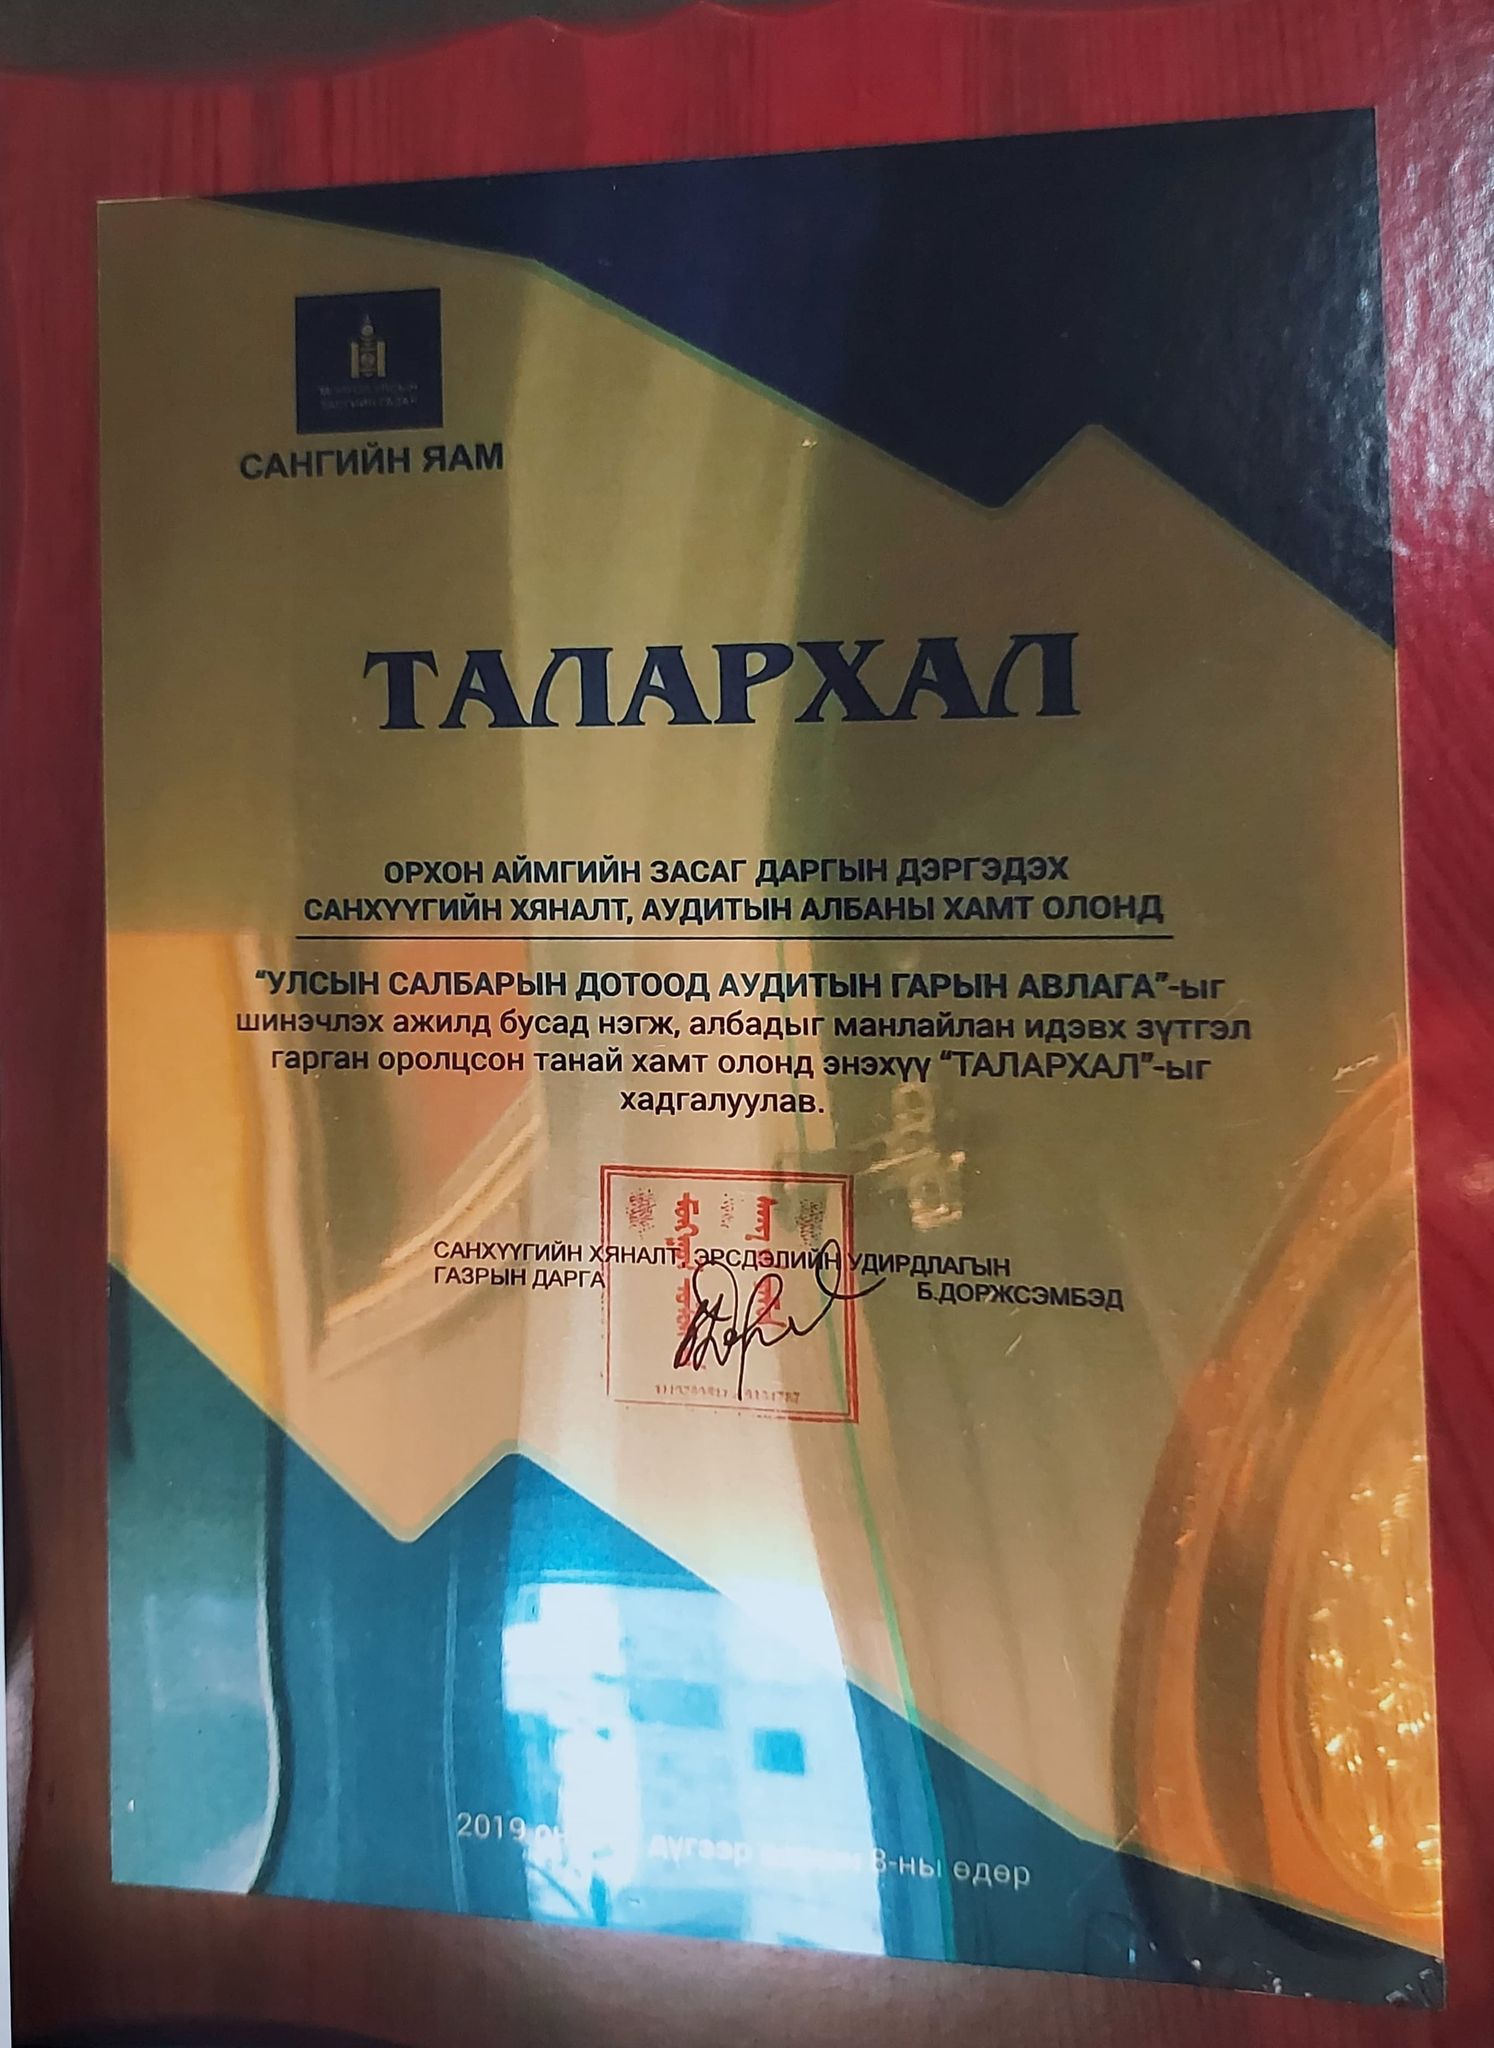 САНГИЙН ЯАМ
ТАЛАРХАЛ
ОРХОН АЙМГИЙН ЗАСАГ ДАРГЫН ДЭРГЭДЭХ
САНХҮҮГИЙН ХЯНАЛТ, АУДИТЫН АЛБАНЫ ХАМТ ОЛОНД
“УЛСЫН САЛБАРЫН ДОТООД АУДИТЫН ГАРЫН АВЛАГА”-ыг
шинэчлэх ажилд бусад нэгж, албадыг манлайлан идэвх зүтгэл
гарган оролцсон танай хамт олонд энэхүү “ТАЛАРХАЛ”-ыг
хадгалуулав.
САНХҮҮГИЙН ХЯНАЛТ, ЭРСДЭЛИЙН УДИРДЛАГЫН
ГАЗРЫН ДАРГА Б.ДОРЖСЭМБЭД
2019 дүгээр 8-ны өдөр